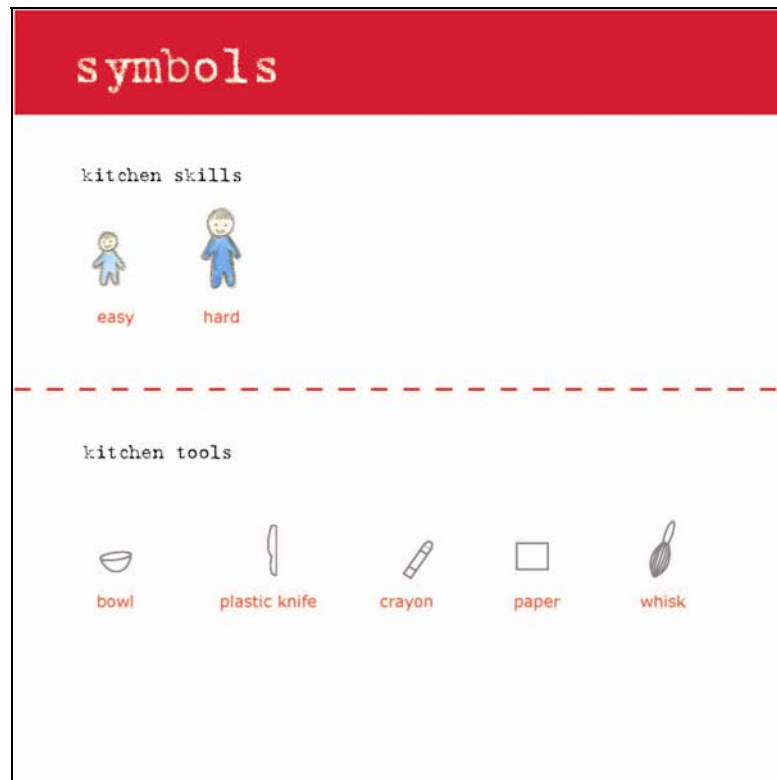 symbols
kitchen skills
easy hard
kitchen tools
bowl plastic knife crayon paper whisk